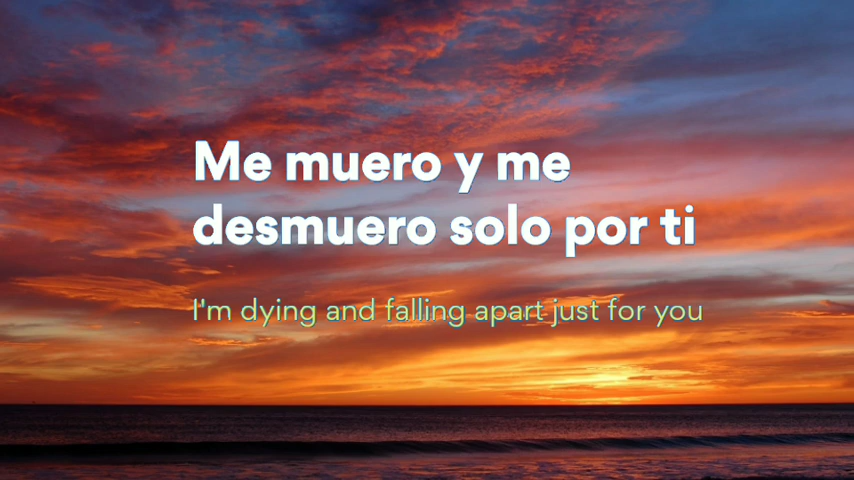 Me muero y me
desmuero solo por ti
I'm dying and falling apart just for you